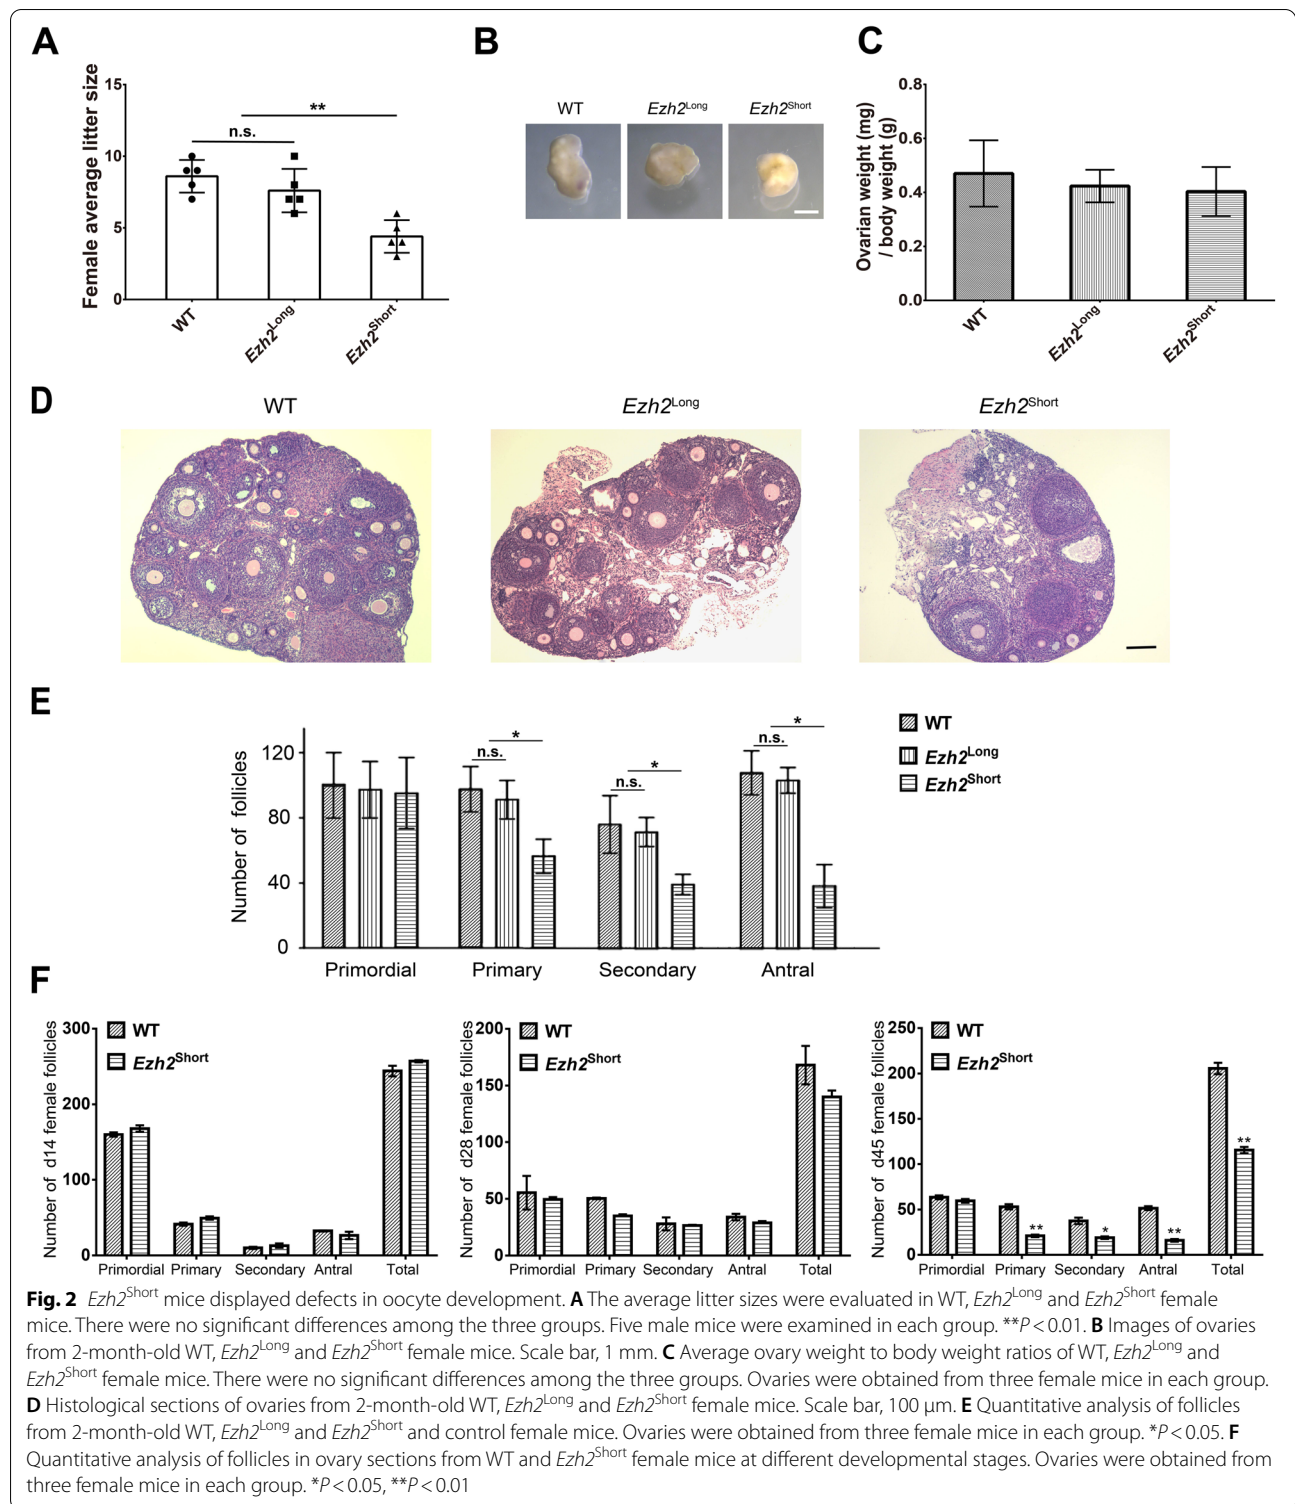 A
Female average litter size
15
10
5
0
n.s.
**
WT
Ezh2Long
Ezh2Short
B
WT
Ezh2Long
Ezh2Short
C
Ovarian weight (mg)
/ body weight (g)
0.8
0.6
0.4
0.2
0.0
WT
Ezh2Long
Ezh2Short
D
WT
Ezh2Long
Ezh2Short
E
Number of follicles
120
80
40
0
n.s.
*
n.s.
*
n.s.
*
Primordial
Primary
Secondary
Antral
WT
Ezh2Long
Ezh2Short
F
Number of d14 female follicles
300
200
100
0
WT
Ezh2Short
Primordial Primary Secondary Antral Total
Number of d28 female follicles
200
150
100
50
0
WT
Ezh2Short
Primordial Primary Secondary Antral Total
Number of d45 female follicles
250
200
150
100
50
0
WT
Ezh2Short
**
*
**
**
Primordial Primary Secondary Antral Total
Fig. 2 Ezh2Short mice displayed defects in oocyte development. A The average litter sizes were evaluated in WT, Ezh2Long and Ezh2Short female
mice. There were no significant differences among the three groups. Five male mice were examined in each group. **P < 0.01. B Images of ovaries
from 2-month-old WT, Ezh2Long and Ezh2Short female mice. Scale bar, 1 mm. C Average ovary weight to body weight ratios of WT, Ezh2Long and
Ezh2Short female mice. There were no significant differences among the three groups. Ovaries were obtained from three female mice in each group.
D Histological sections of ovaries from 2-month-old WT, Ezh2Long and Ezh2Short female mice. Scale bar, 100 μm. E Quantitative analysis of follicles
from 2-month-old WT, Ezh2Long and Ezh2Short and control female mice. Ovaries were obtained from three female mice in each group. *P < 0.05. F
Quantitative analysis of follicles in ovary sections from WT and Ezh2Short female mice at different developmental stages. Ovaries were obtained from
three female mice in each group. *P < 0.05, **P < 0.01